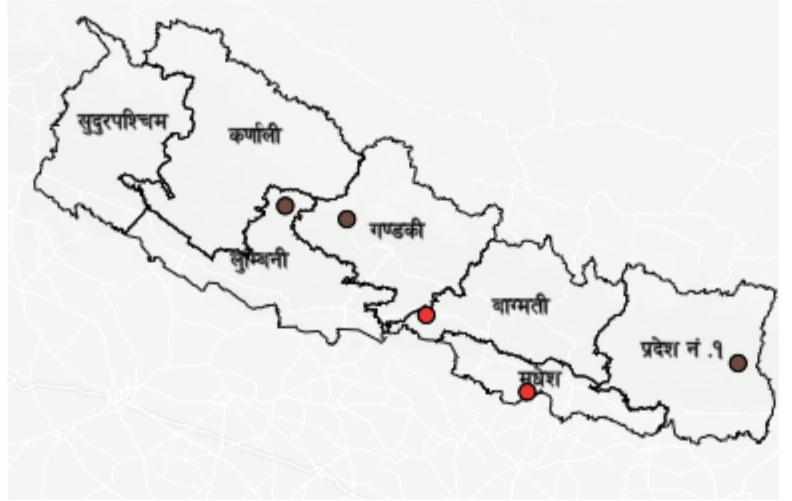 सुदुरपश्चिम
कर्णाली
गण्डकी
लुम्बिनी
बाग्मती
प्रदेश नं .१
मधेश